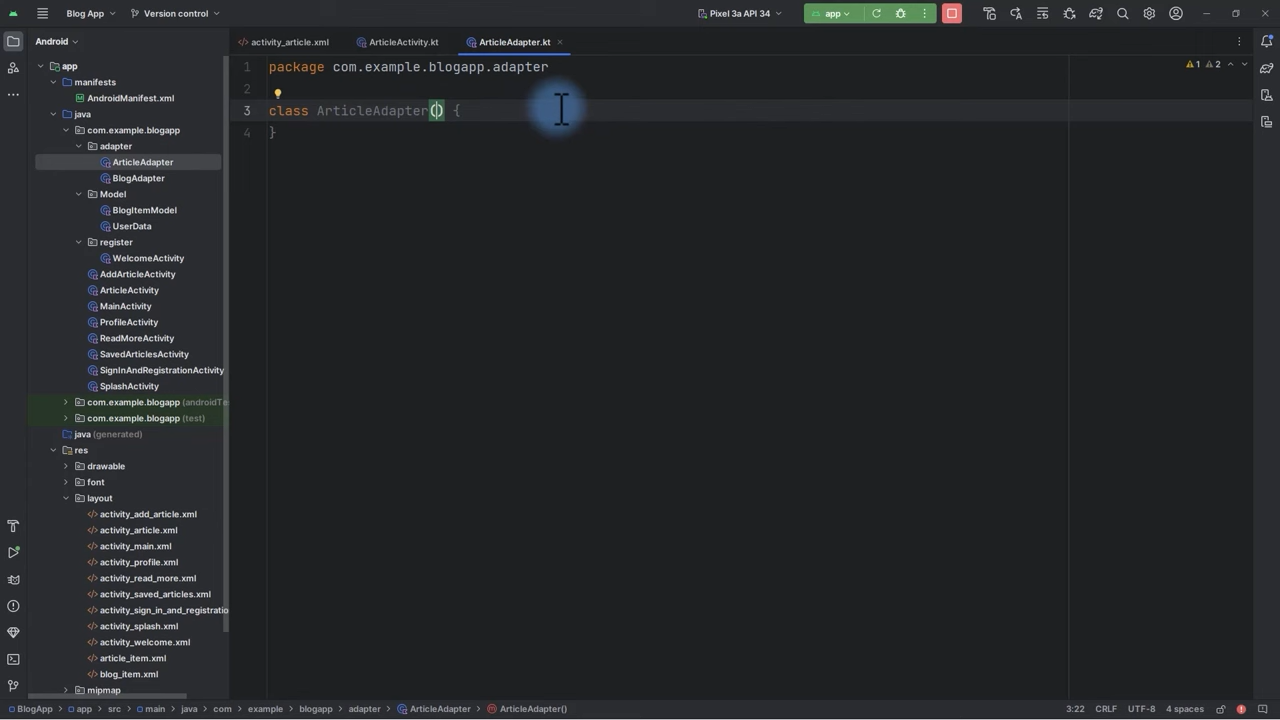 Blog App
Version control
Pixel 3a API 34
app
Android
activity_article.xml
ArticleActivity.kt
ArticleAdapter.kt
app
manifests
AndroidManifest.xml
java
com.example.blogapp
adapter
ArticleAdapter
BlogAdapter
Model
BlogItemModel
UserData
register
WelcomeActivity
AddArticleActivity
ArticleActivity
MainActivity
ProfileActivity
ReadMoreActivity
SavedArticlesActivity
SignInAndRegistrationActivity
SplashActivity
com.example.blogapp (androidTe
com.example.blogapp (test)
java (generated)
res
drawable
font
layout
activity_add_article.xml
activity_article.xml
activity_main.xml
activity_profile.xml
activity_read_more.xml
activity_saved_articles.xml
activity_sign_in_and_registratio
activity_splash.xml
activity_welcome.xml
article_item.xml
blog_item.xml
mipmap
1 package com.example.blogapp.adapter
2
3 class ArticleAdapter() {
4 }
1 2
BlogApp > app > src > main > java > com > example > blogapp > adapter > ArticleAdapter > ArticleAdapter()
3:22 CRLF UTF-8 4 spaces